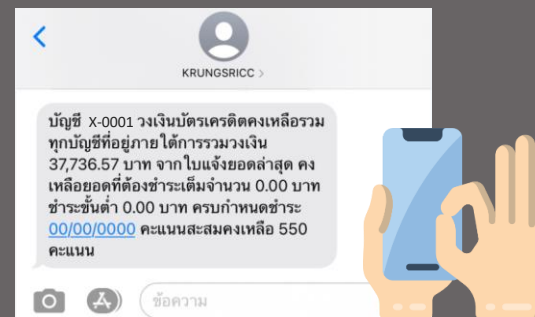 KRUNGSRICC >
บัญชี X-0001 วงเงินบัตรเครดิตคงเหลือรวม
ทุกบัญชีที่อยู่ภายใต้การรวมวงเงิน
37,736.57 บาท จากใบแจ้งยอดล่าสุด คง
เหลือยอดที่ต้องชำระเต็มจำนวน 0.00 บาท
ชำระขั้นต่ำ 0.00 บาท ครบกำหนดชำระ
00/00/0000 คะแนนสะสมคงเหลือ 550
คะแนน
ข้อความ